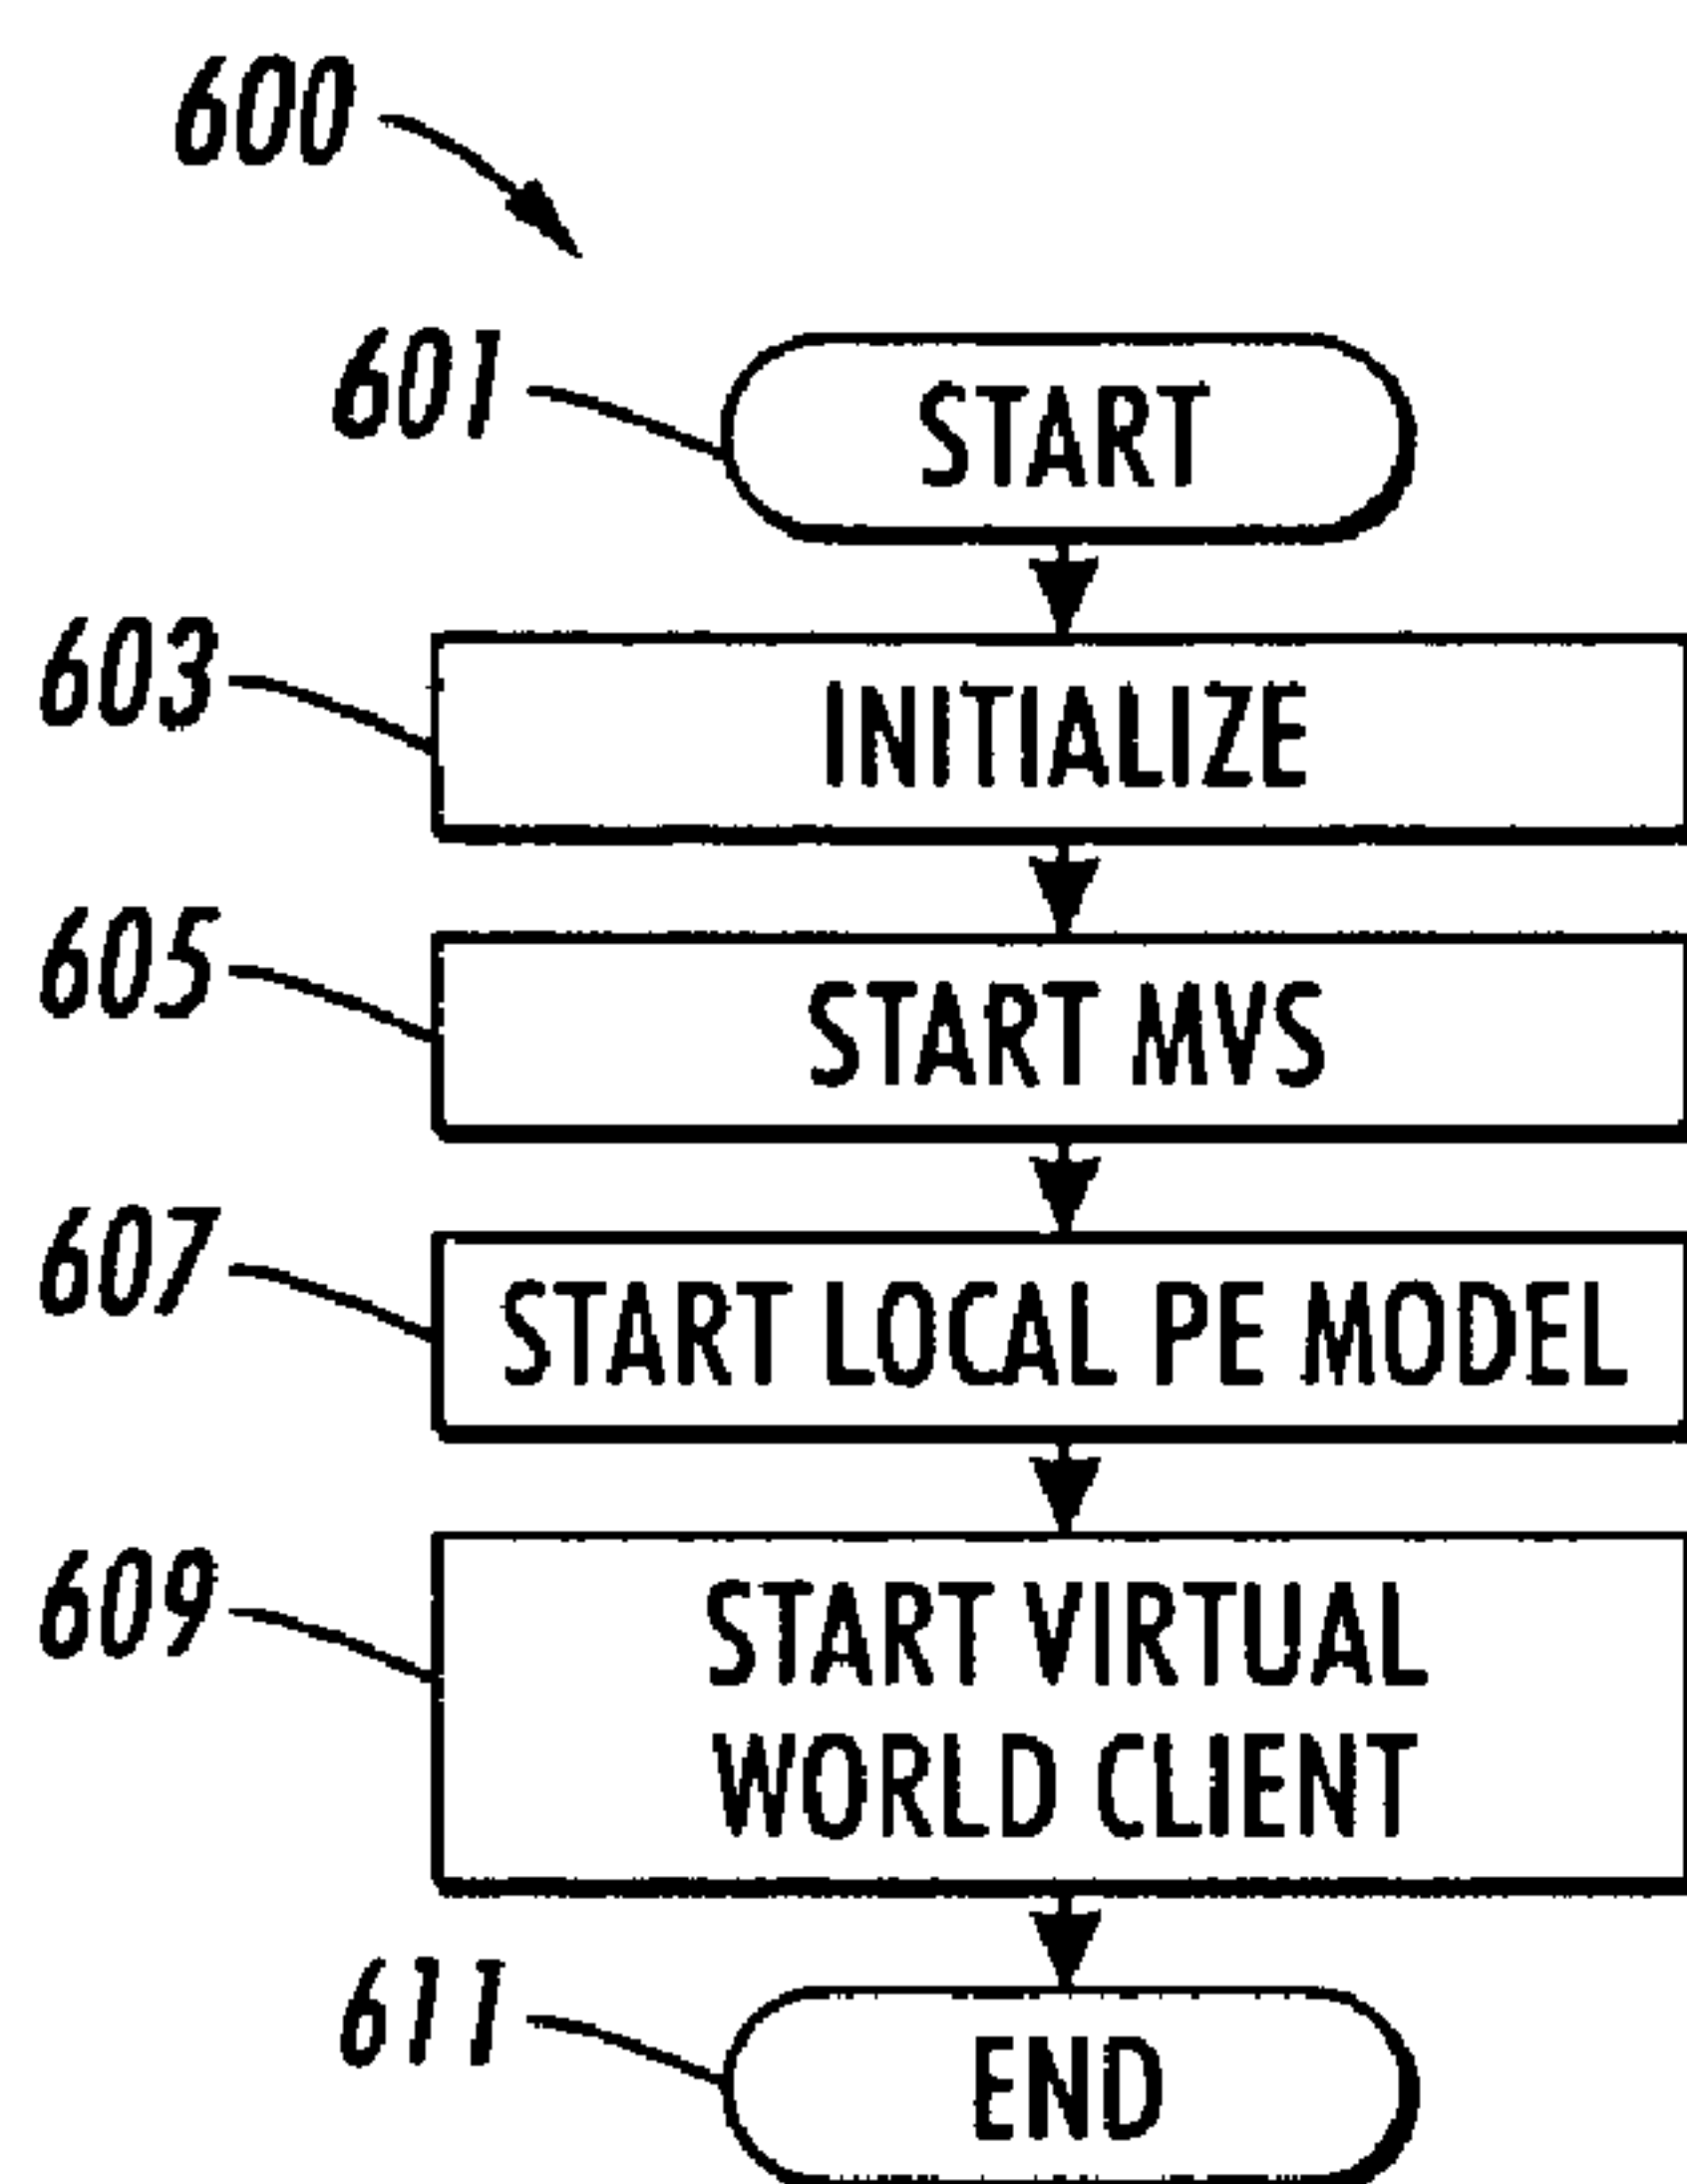 600
601
START
603
INITIALIZE
605
START MVS
607
START LOCAL PE MODEL
609
START VIRTUAL
WORLD CLIENT
611
END